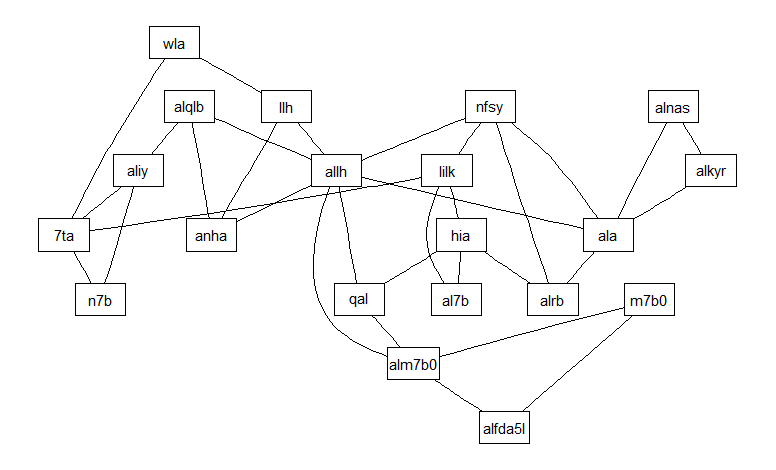 wla
alqlb
llh
nfsy
alnas
aliy
allh
lilk
alkyr
7ta
anha
hia
ala
n7b
qal
al7b
alrb
m7b0
alm7b0
alfda5l